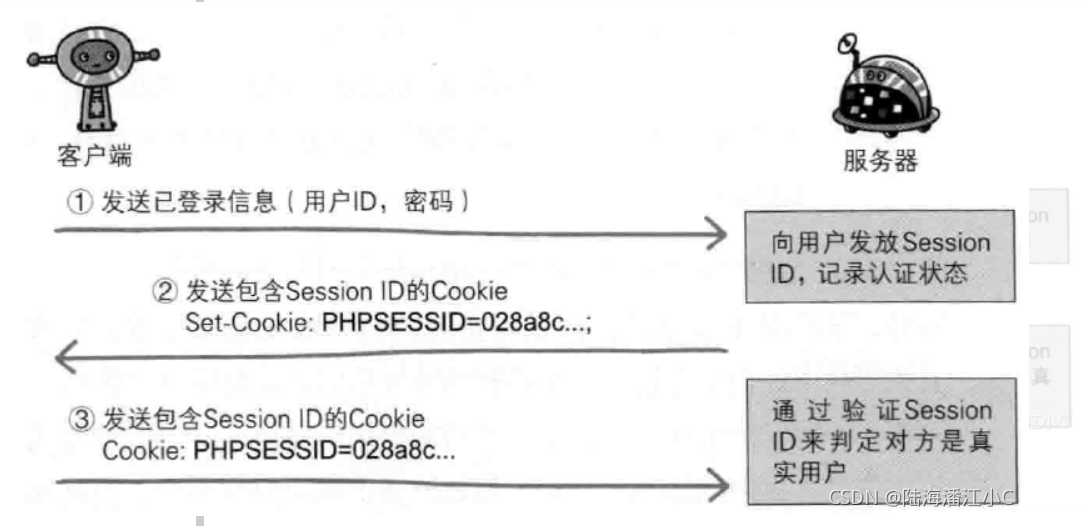 客户端
服务器
① 发送已登录信息（用户ID，密码）
向用户发放Session
ID，记录认证状态
② 发送包含Session ID的Cookie
Set-Cookie: PHPSESSID=028a8c...;
③ 发送包含Session ID的Cookie
Cookie: PHPSESSID=028a8c...
通过验证Session
ID来判定对方是真
实用户
on
on
真
CSDN @陆海潘江小C